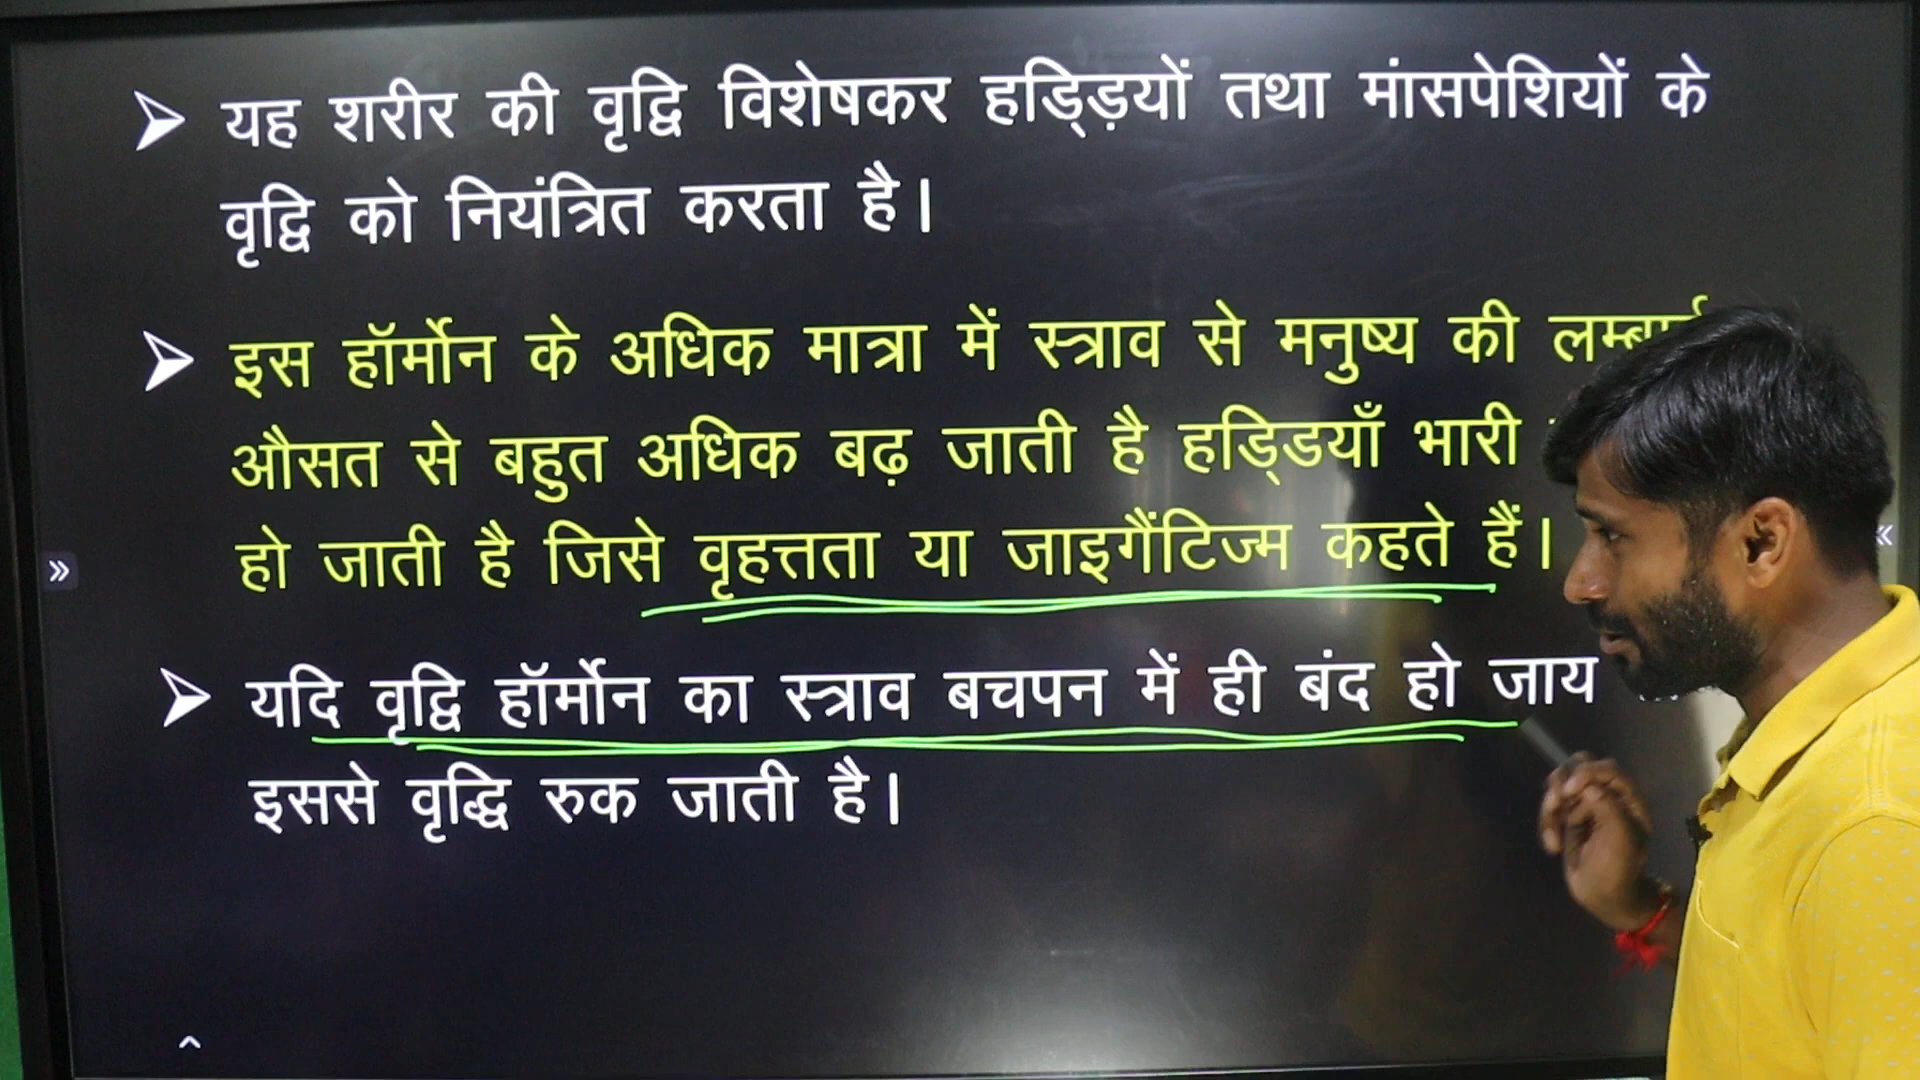 यह शरीर की वृद्वि विशेषकर हड्ड़ियों तथा मांसपेशियों के
वृद्वि को नियंत्रित करता है।
इस हॉर्मोन के अधिक मात्रा में स्त्राव से मनुष्य की
औसत से बहुत अधिक बढ़ जाती है हड्डियाँ भारी
हो जाती है जिसे वृहत्तता या जाइगैंटिज्म कहते हैं।
यदि वृद्वि हॉर्मोन का स्त्राव बचपन में ही बंद हो जाय
इससे वृद्धि रुक जाती है।